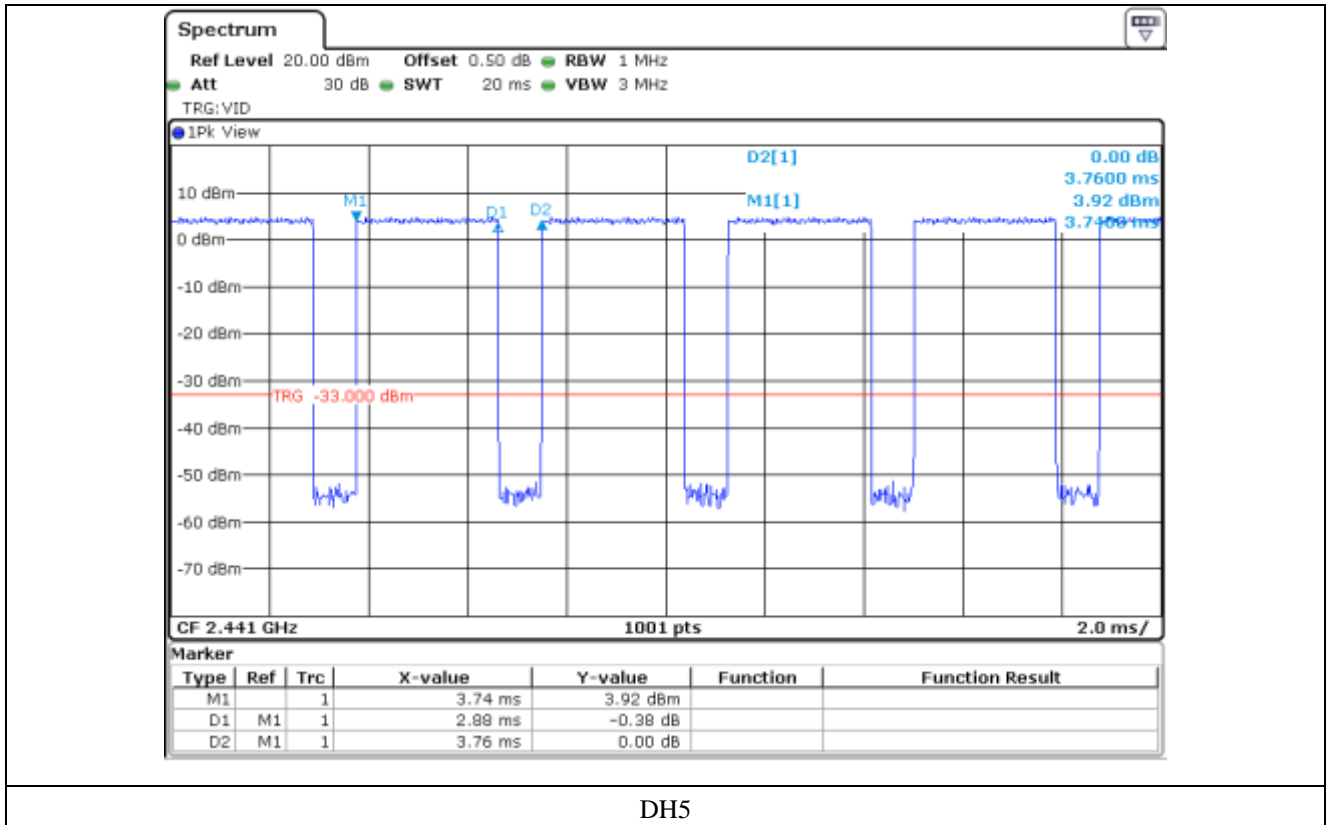 Spectrum
Ref Level 20.00 dBm Offset 0.50 dB RBW 1 MHz
Att 30 dB SWT 20 ms VBW 3 MHz
TRG:VID
1Pk View
D2[1] 0.00 dB
3.7600 ms
10 dBm
M1
M1[1] 3.92 dBm
D1 D2
3.7400 ms
0 dBm
-10 dBm
-20 dBm
-30 dBm
TRG -33.000 dBm
-40 dBm
-50 dBm
-60 dBm
-70 dBm
CF 2.441 GHz 1001 pts 2.0 ms/
Marker
Type Ref Trc X-value Y-value Function Function Result
M1 1 3.74 ms 3.92 dBm
D1 M1 1 2.88 ms -0.38 dB
D2 M1 1 3.76 ms 0.00 dB
DH5